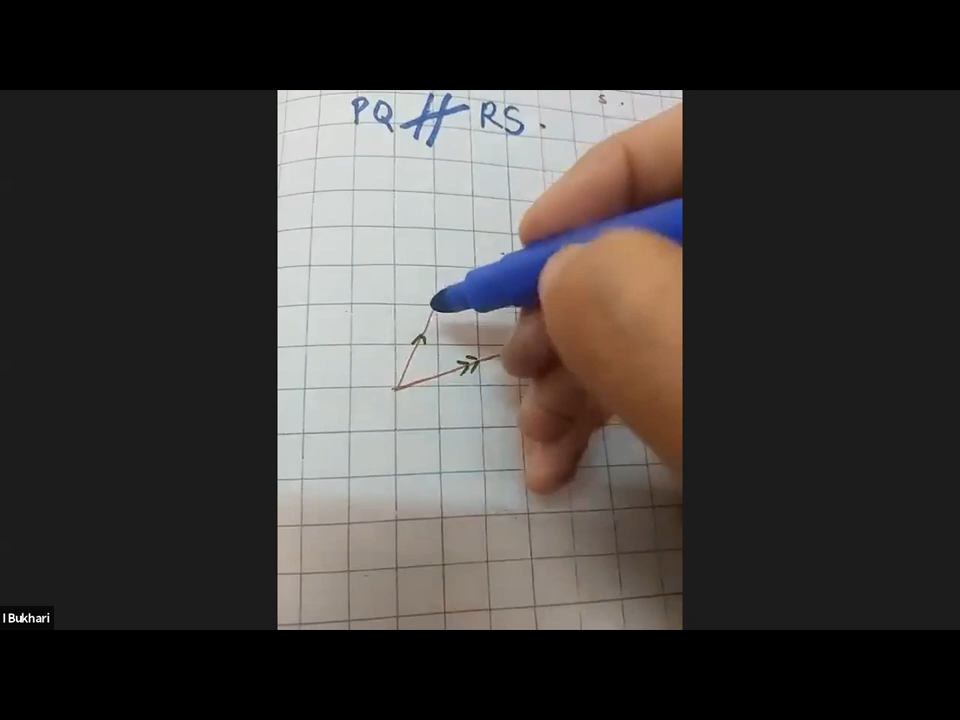 s .
PQ ∦ RS .
I Bukhari